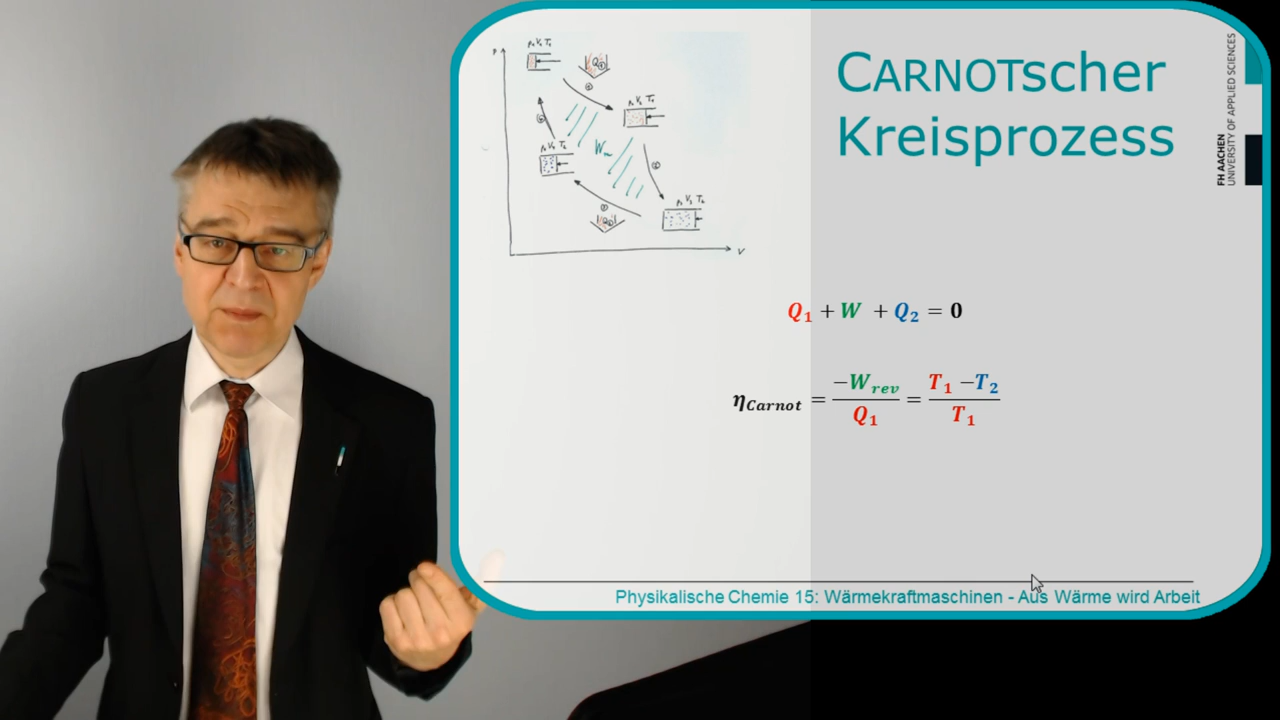 CARNOTscher
Kreisprozess
FH AACHEN
UNIVERSITY OF APPLIED SCIENCES
P
V
Q₁ + W + Q₂ = 0
η_Carnot = −W_rev / Q₁ = T₁ − T₂ / T₁
Physikalische Chemie 15: Wärmekraftmaschinen - Aus Wärme wird Arbeit